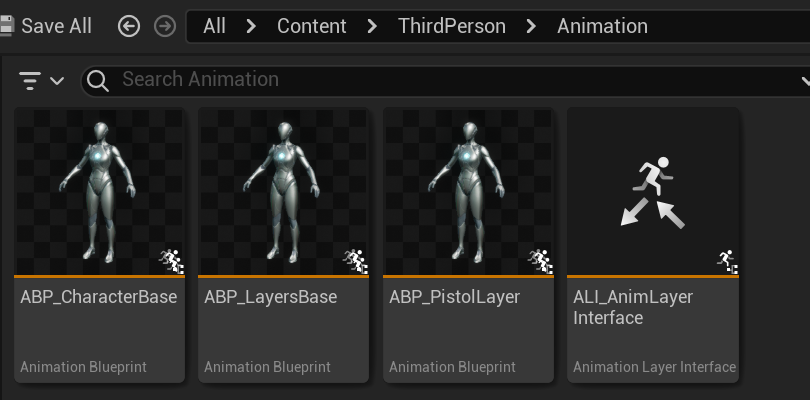 Save All
All > Content > ThirdPerson > Animation
Search Animation
ABP_CharacterBase
Animation Blueprint
ABP_LayersBase
Animation Blueprint
ABP_PistolLayer
Animation Blueprint
ALI_AnimLayer
Interface
Animation Layer Interface